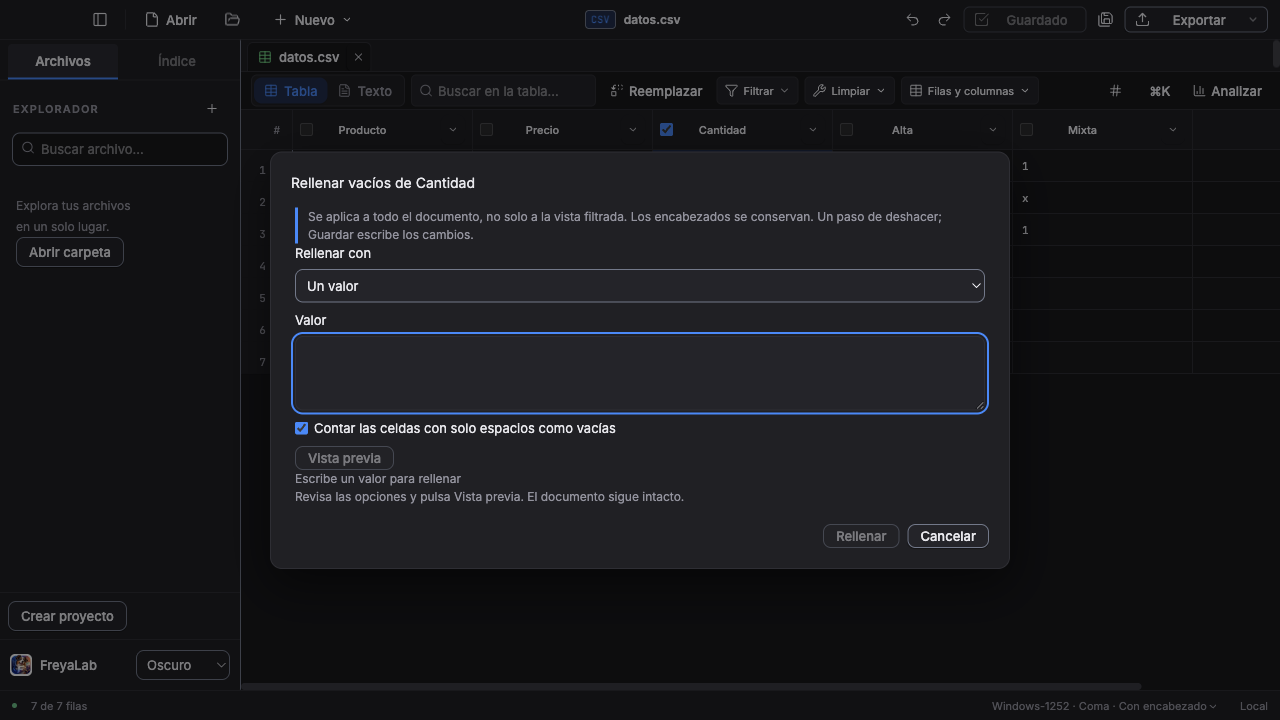 Abrir
Nuevo
CSV datos.csv
Guardado
Exportar
Archivos
Índice
datos.csv
EXPLORADOR
Buscar archivo...
Explora tus archivos
en un solo lugar.
Abrir carpeta
Tabla
Texto
Buscar en la tabla...
Reemplazar
Filtrar
Limpiar
Filas y columnas
#
⌘K
Analizar
# Producto Precio Cantidad Alta Mixta
1 1
2 x
3 1
4
5
6
7
Rellenar vacíos de Cantidad
Se aplica a todo el documento, no solo a la vista filtrada. Los encabezados se conservan. Un paso de deshacer;
Guardar escribe los cambios.
Rellenar con
Un valor
Valor
Contar las celdas con solo espacios como vacías
Vista previa
Escribe un valor para rellenar
Revisa las opciones y pulsa Vista previa. El documento sigue intacto.
Rellenar
Cancelar
Crear proyecto
FreyaLab
Oscuro
7 de 7 filas
Windows-1252 · Coma · Con encabezado
Local